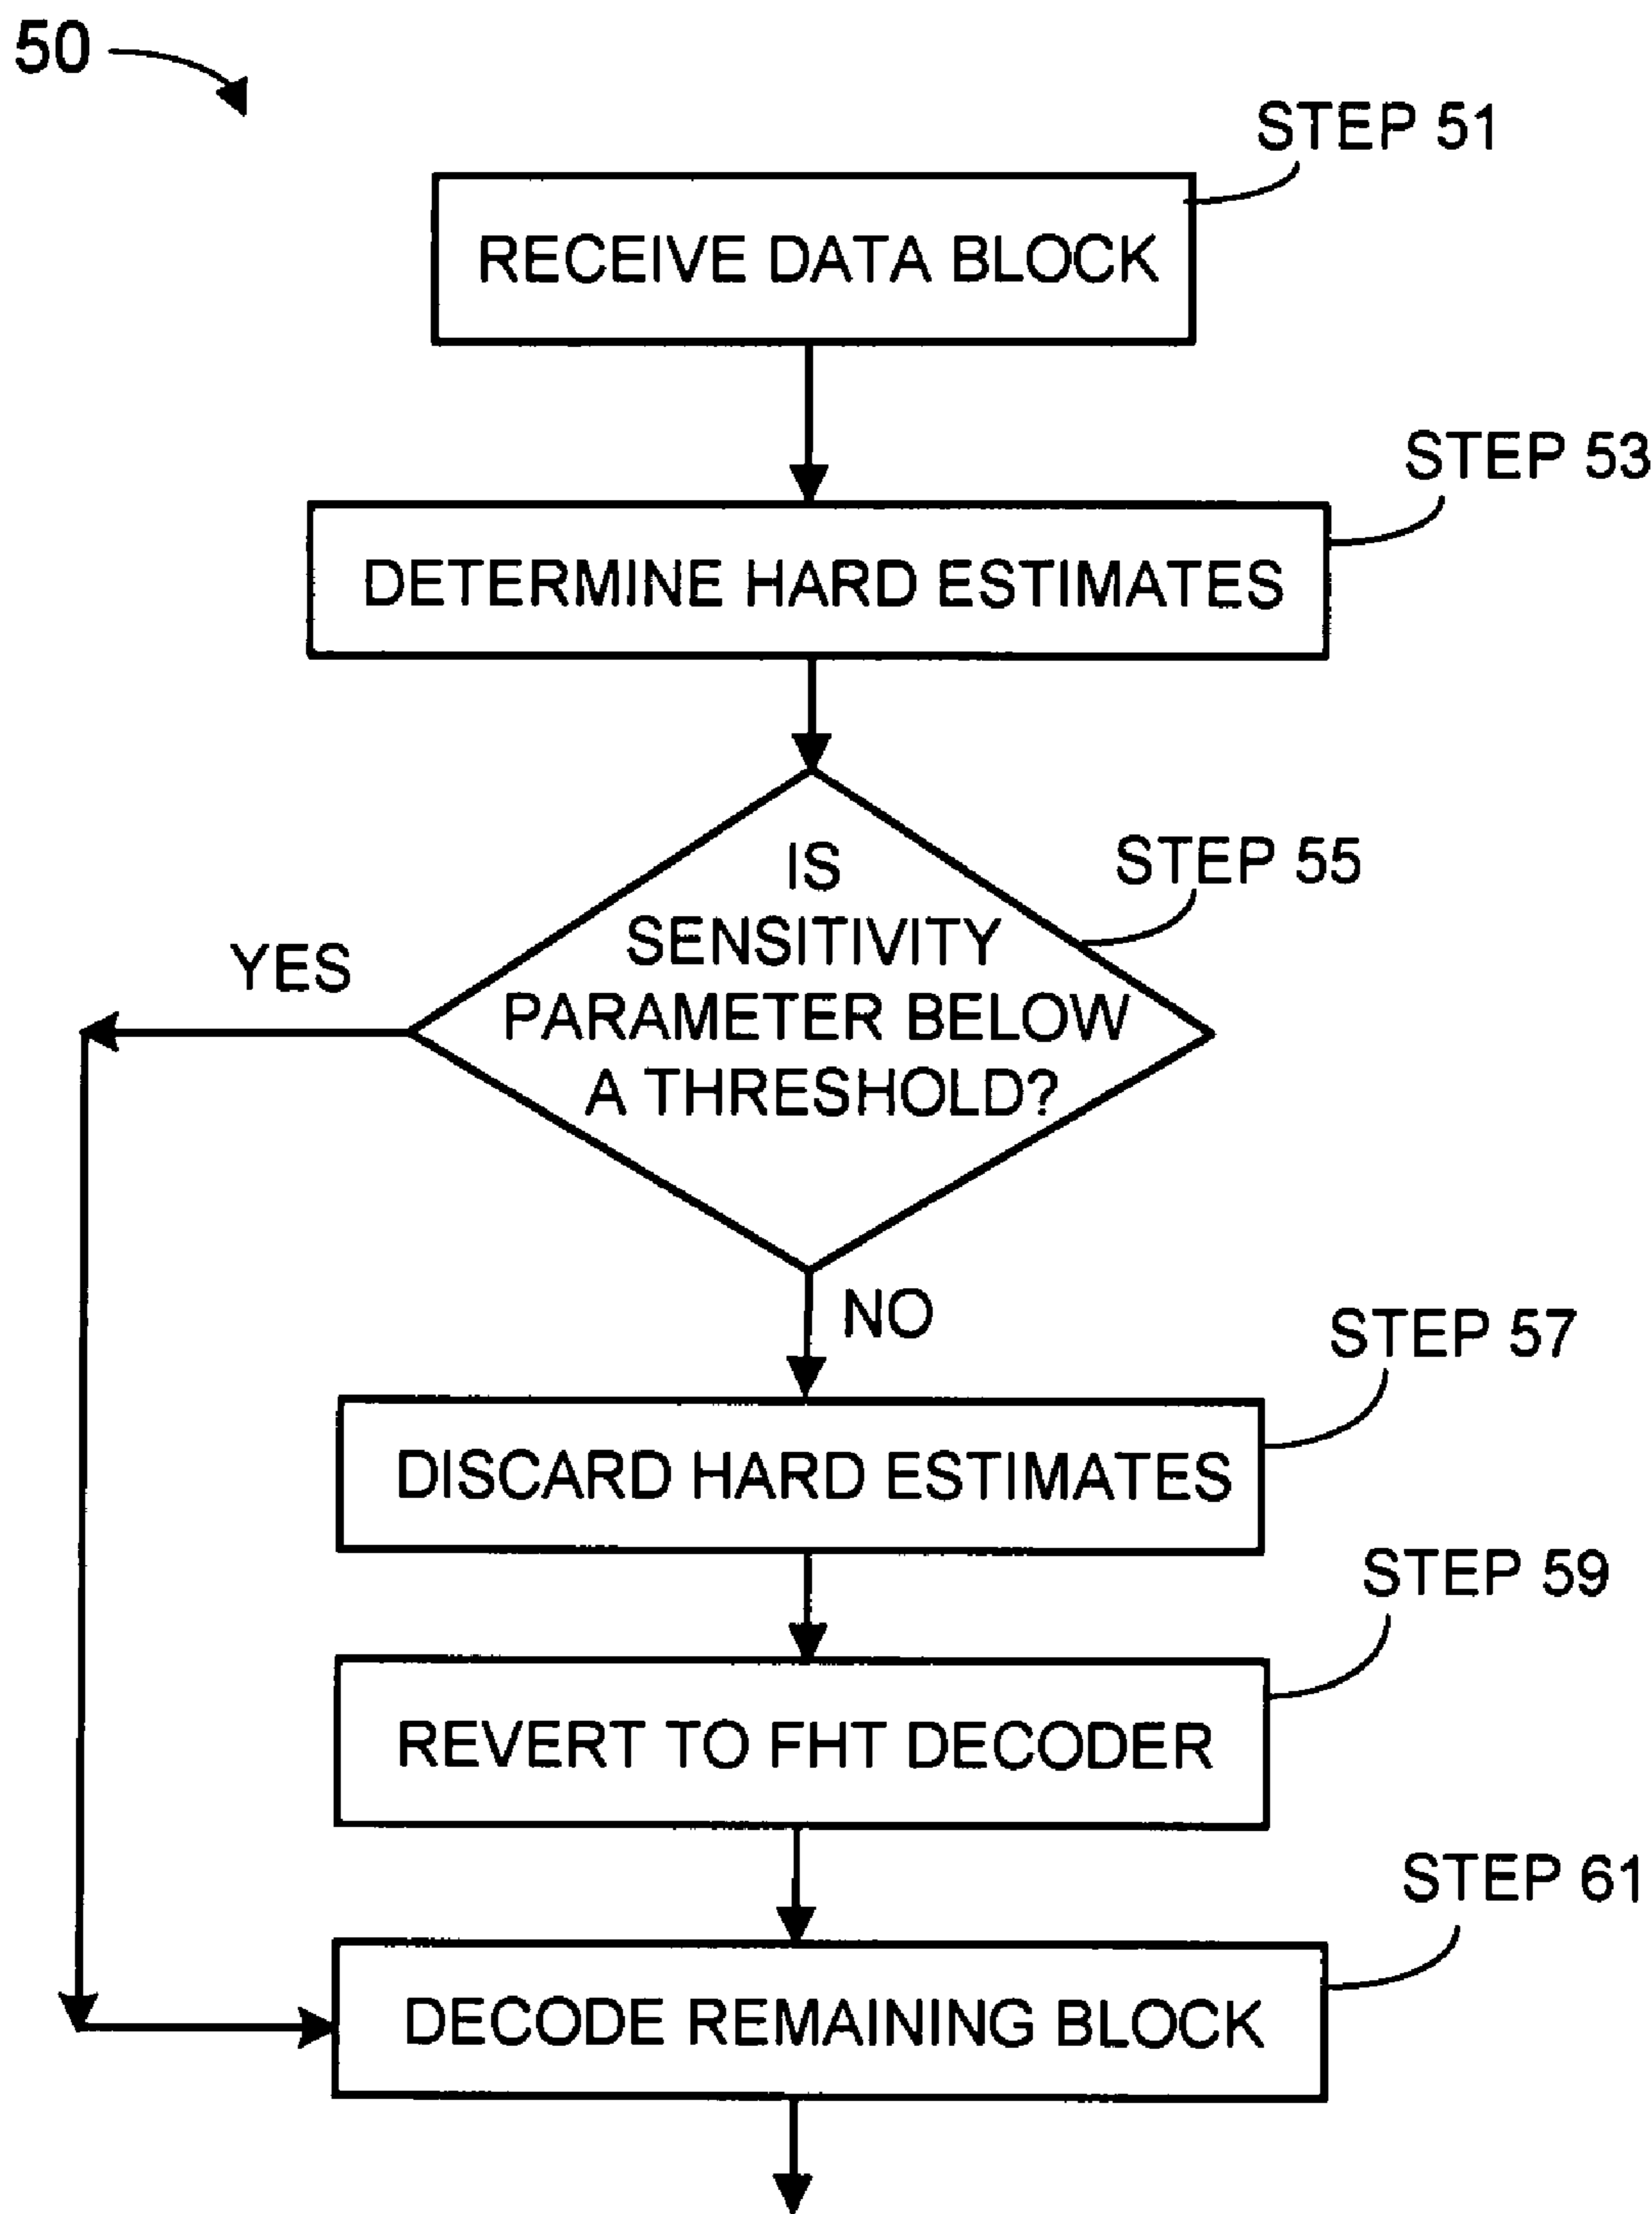 50
STEP 51
RECEIVE DATA BLOCK
STEP 53
DETERMINE HARD ESTIMATES
STEP 55
IS
SENSITIVITY
PARAMETER BELOW
A THRESHOLD?
YES
NO
STEP 57
DISCARD HARD ESTIMATES
STEP 59
REVERT TO FHT DECODER
STEP 61
DECODE REMAINING BLOCK